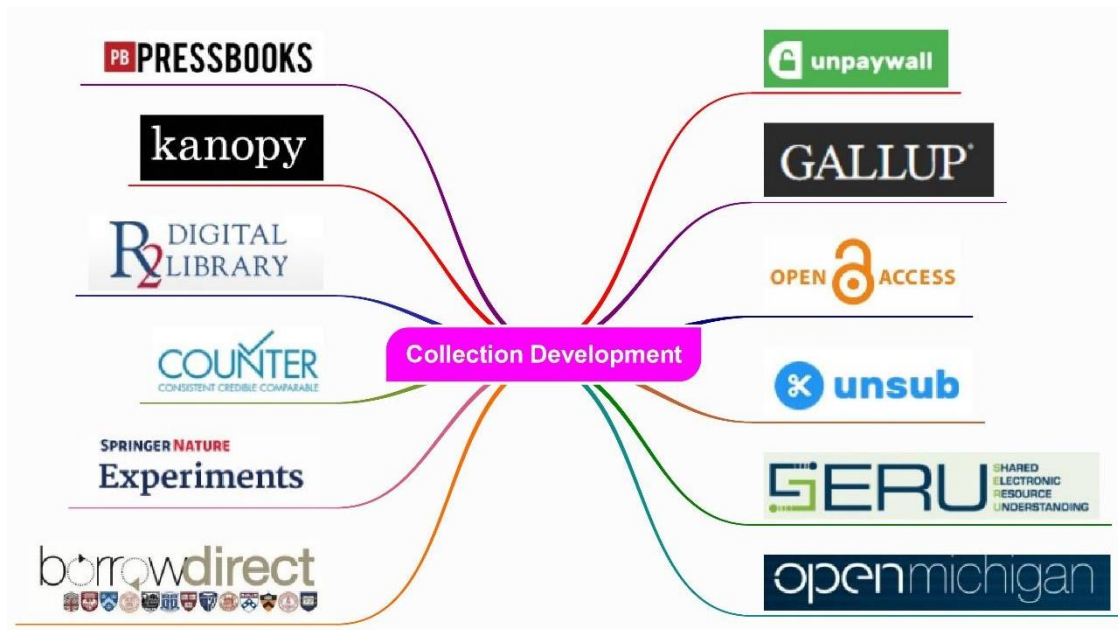 PB PRESSBOOKS
kanopy
R2 DIGITAL
LIBRARY
COUNTER
CONSISTENT CREDIBLE COMPARABLE
SPRINGER NATURE
Experiments
borrowdirect
Collection Development
unpaywall
GALLUP®
OPEN ACCESS
unsub
SERU
SHARED
ELECTRONIC
RESOURCE
UNDERSTANDING
openmichigan